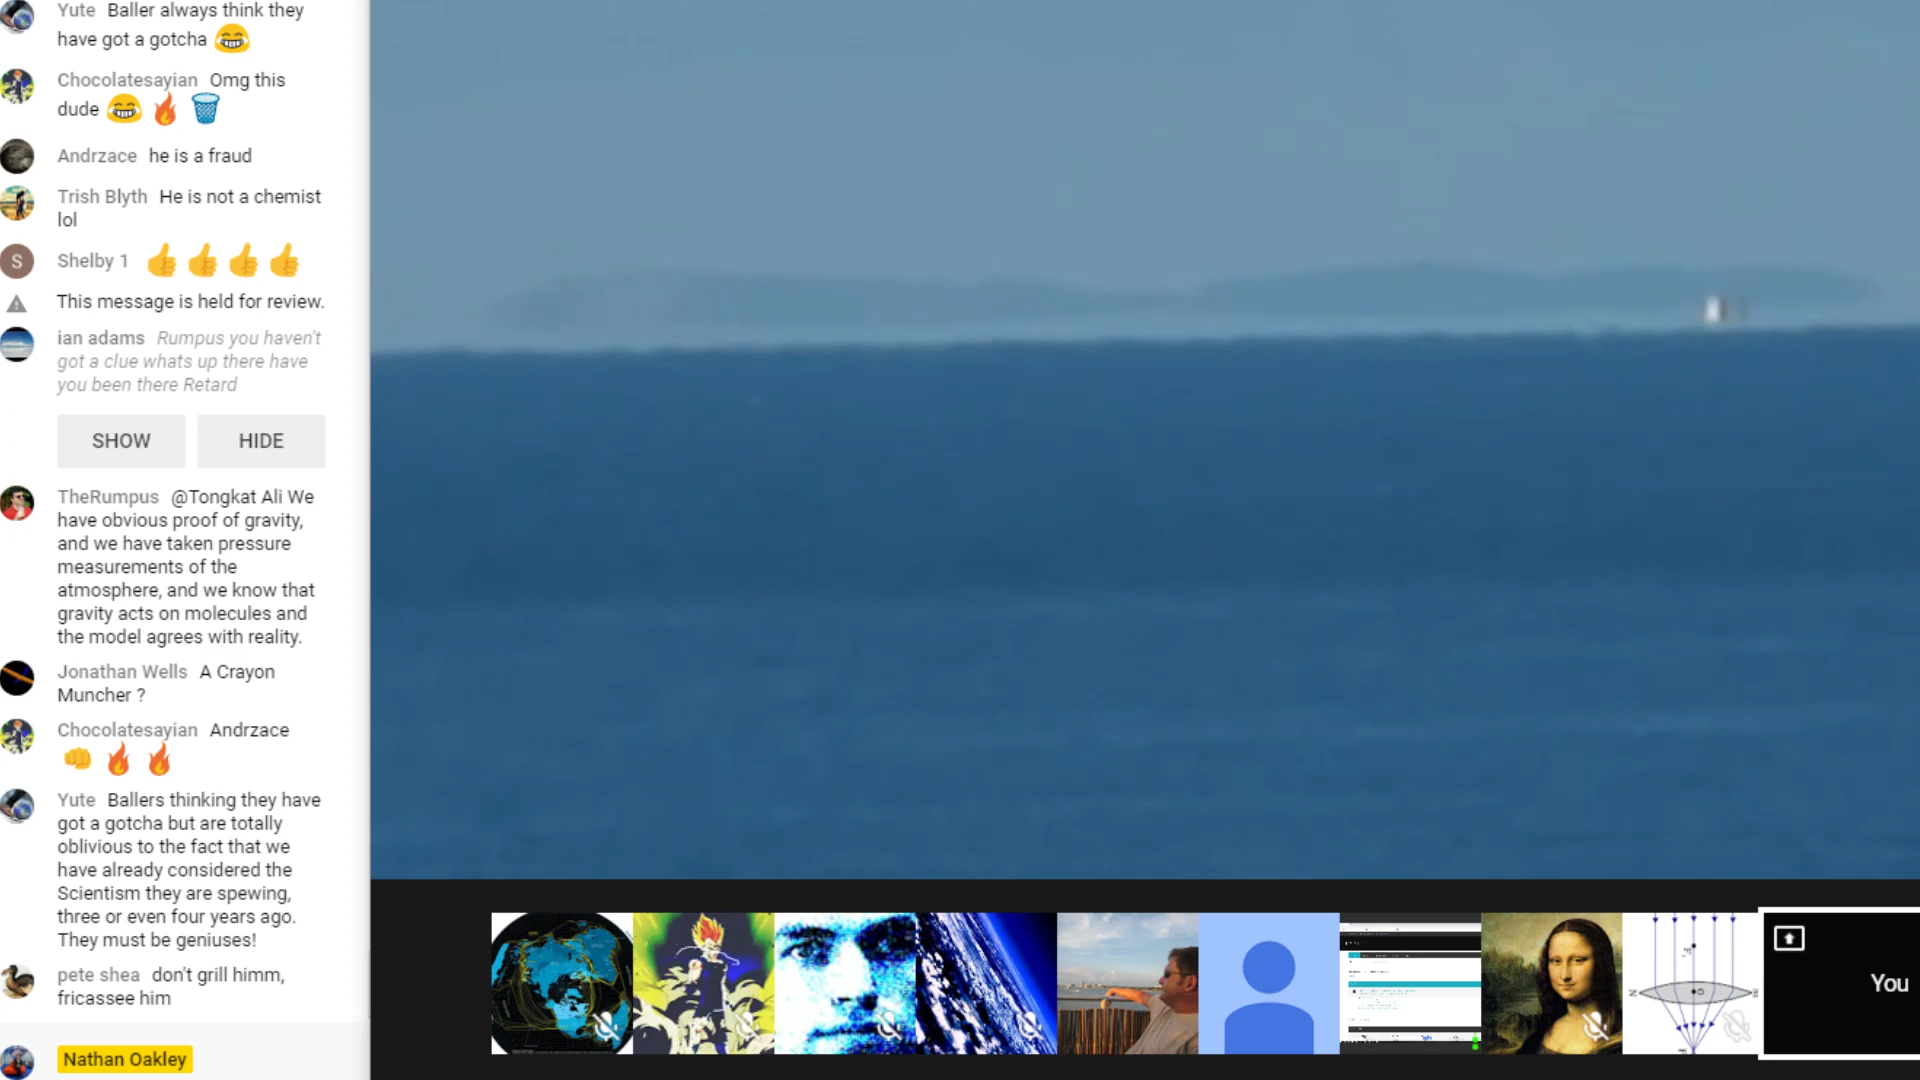 Yute Baller always think they
have got a gotcha 😂
Chocolatesayian Omg this
dude 😂 🔥 🗑️
Andrzace he is a fraud
Trish Blyth He is not a chemist
lol
S
Shelby 1 👍 👍 👍 👍
This message is held for review.
ian adams Rumpus you haven't
got a clue whats up there have
you been there Retard
SHOW HIDE
TheRumpus @Tongkat Ali We
have obvious proof of gravity,
and we have taken pressure
measurements of the
atmosphere, and we know that
gravity acts on molecules and
the model agrees with reality.
Jonathan Wells A Crayon
Muncher ?
Chocolatesayian Andrzace
👊 🔥 🔥
Yute Ballers thinking they have
got a gotcha but are totally
oblivious to the fact that we
have already considered the
Scientism they are spewing,
three or even four years ago.
They must be geniuses!
pete shea don't grill himm,
fricassee him
Nathan Oakley
You